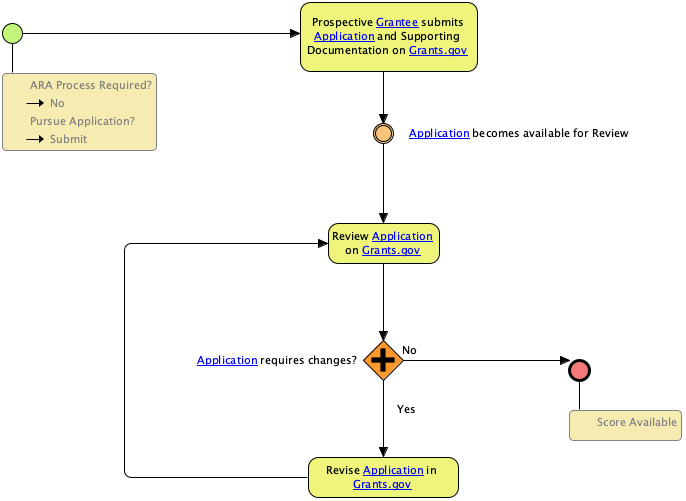 Prospective Grantee submits
Application and Supporting
Documentation on Grants.gov
ARA Process Required?
No
Pursue Application?
Submit
Application becomes available for Review
Review Application
on Grants.gov
Application requires changes?
No
Yes
Score Available
Revise Application in
Grants.gov